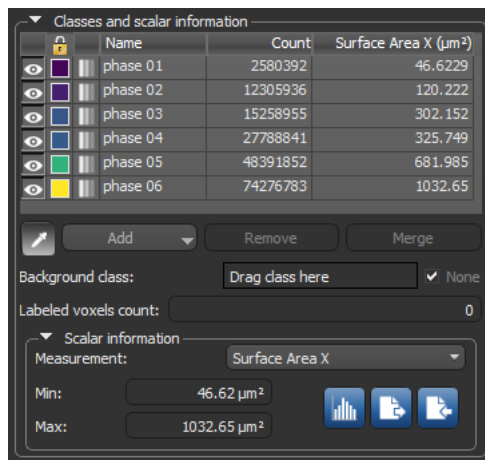 Classes and scalar information
Name Count Surface Area X (µm²)
phase 01 2580392 46.6229
phase 02 12305936 120.222
phase 03 15258955 302.152
phase 04 27788841 325.749
phase 05 48391852 681.985
phase 06 74276783 1032.65
Add Remove Merge
Background class: Drag class here None
Labeled voxels count: 0
Scalar information
Measurement: Surface Area X
Min: 46.62 µm²
Max: 1032.65 µm²